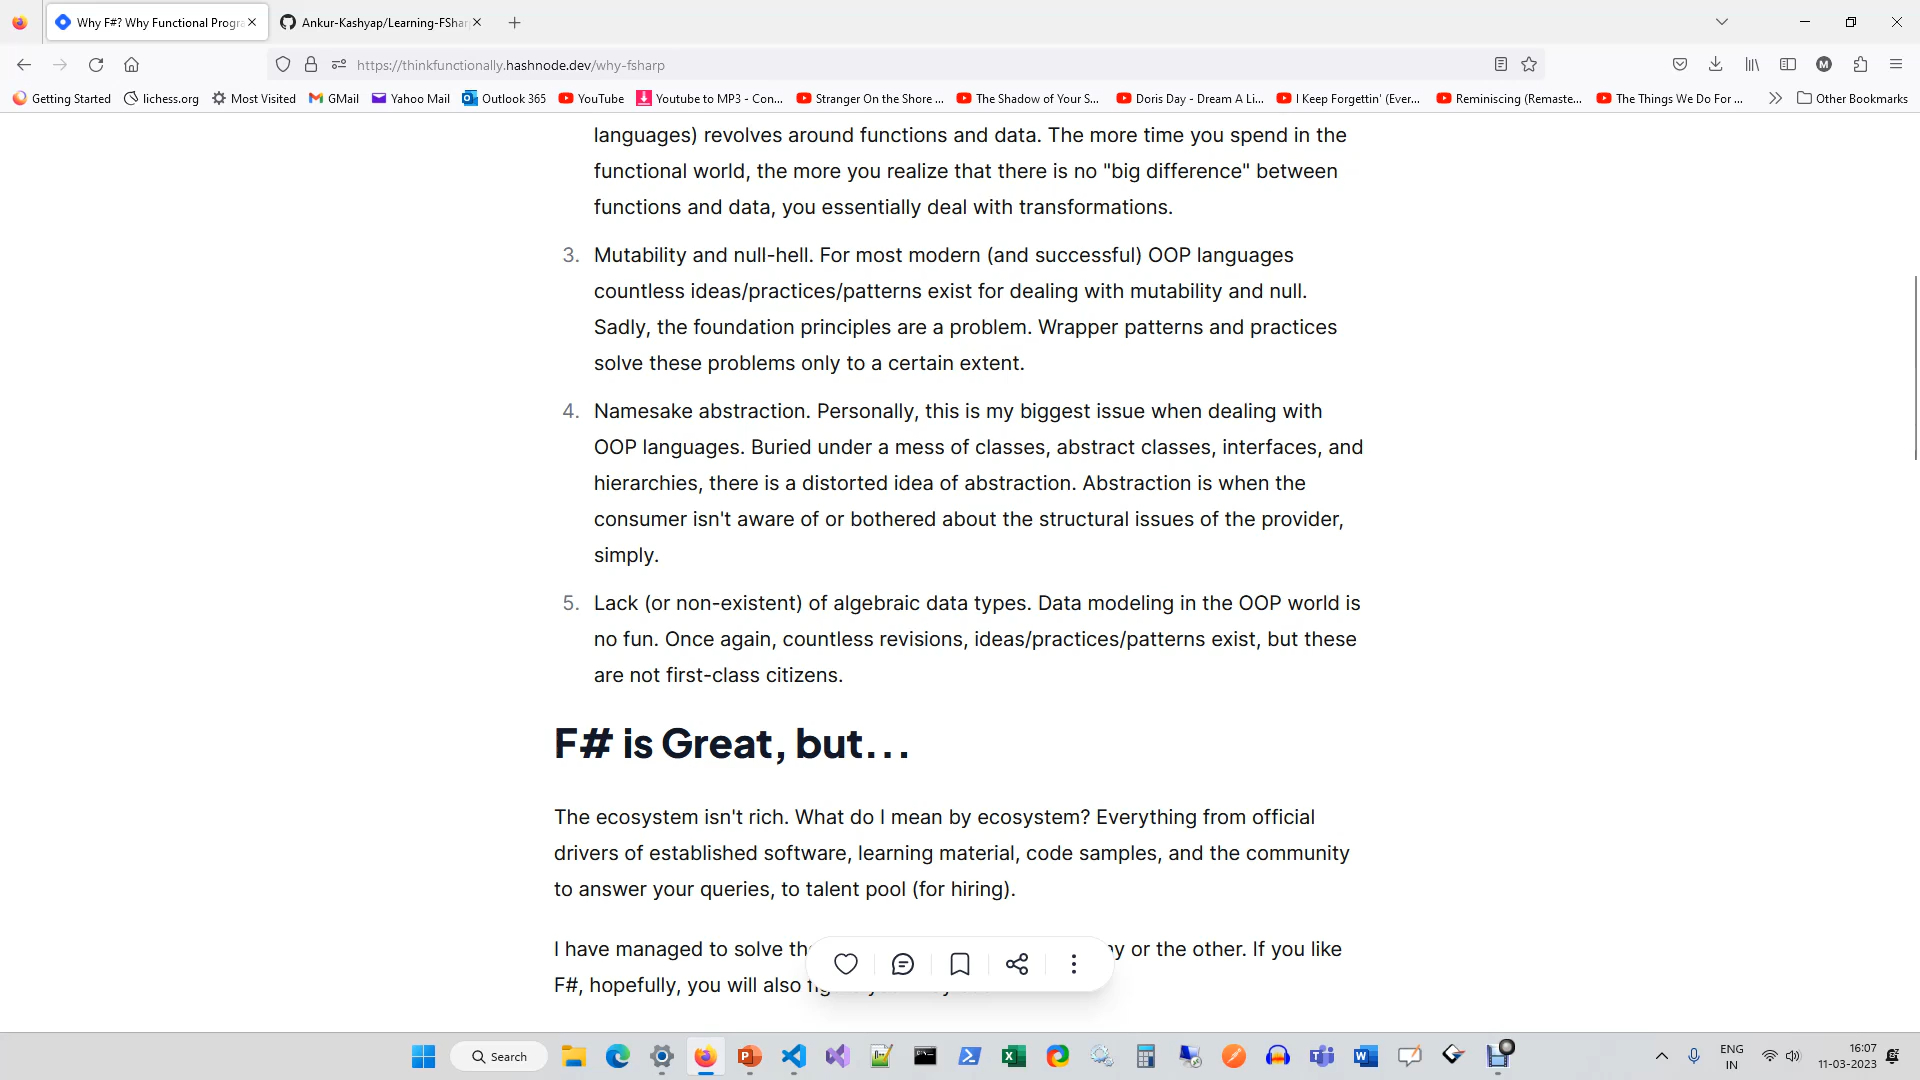 Why F#? Why Functional Progra
Ankur-Kashyap/Learning-FShar
https://thinkfunctionally.hashnode.dev/why-fsharp
M
Getting Started
lichess.org
Most Visited
GMail
Yahoo Mail
Outlook 365
YouTube
Youtube to MP3 - Con...
Stranger On the Shore ...
The Shadow of Your S...
Doris Day - Dream A Li...
I Keep Forgettin' (Ever...
Reminiscing (Remaste...
The Things We Do For ...
Other Bookmarks
languages) revolves around functions and data. The more time you spend in the
functional world, the more you realize that there is no "big difference" between
functions and data, you essentially deal with transformations.
3. Mutability and null-hell. For most modern (and successful) OOP languages
countless ideas/practices/patterns exist for dealing with mutability and null.
Sadly, the foundation principles are a problem. Wrapper patterns and practices
solve these problems only to a certain extent.
4. Namesake abstraction. Personally, this is my biggest issue when dealing with
OOP languages. Buried under a mess of classes, abstract classes, interfaces, and
hierarchies, there is a distorted idea of abstraction. Abstraction is when the
consumer isn't aware of or bothered about the structural issues of the provider,
simply.
5. Lack (or non-existent) of algebraic data types. Data modeling in the OOP world is
no fun. Once again, countless revisions, ideas/practices/patterns exist, but these
are not first-class citizens.
F# is Great, but...
The ecosystem isn't rich. What do I mean by ecosystem? Everything from official
drivers of established software, learning material, code samples, and the community
to answer your queries, to talent pool (for hiring).
I have managed to solve or the other. If you like
F#, hopefully, you will also
Search
ENG
IN
16:07
11-03-2023